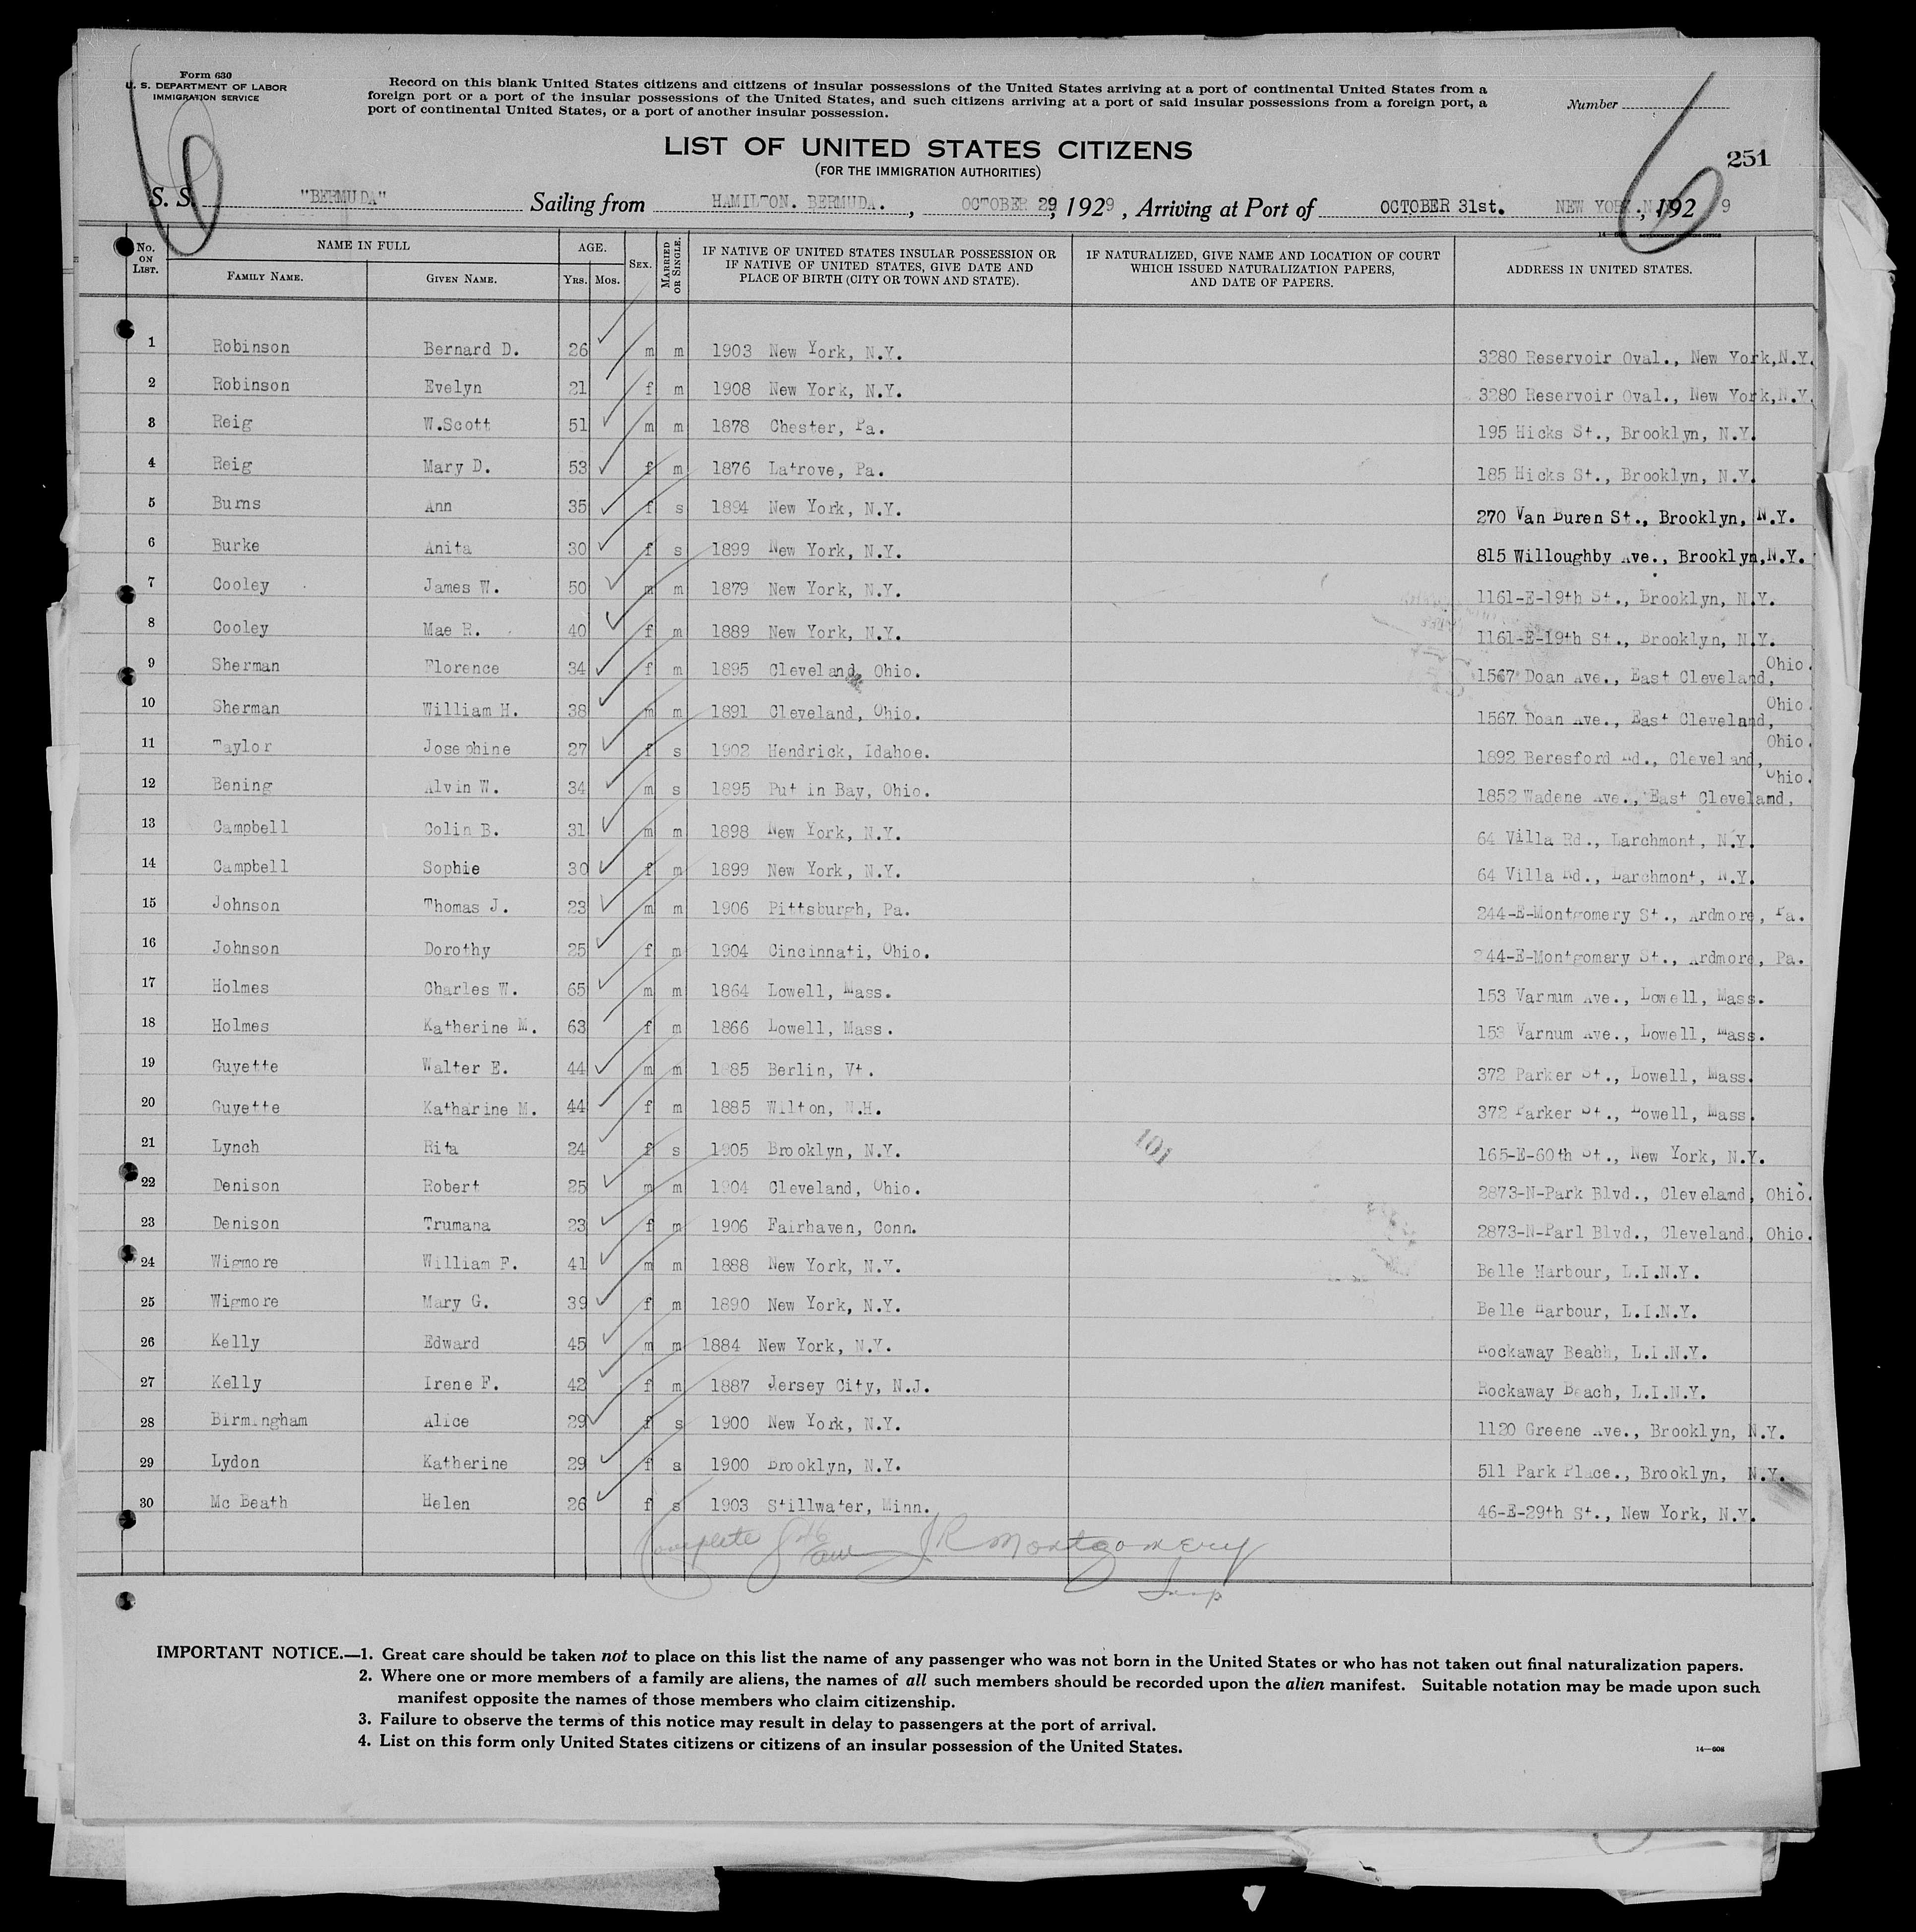 Form 630
U. S. DEPARTMENT OF LABOR
IMMIGRATION SERVICE
Record on this blank United States citizens and citizens of insular possessions of the United States arriving at a port of continental United States from a
foreign port or a port of the insular possessions of the United States, and such citizens arriving at a port of said insular possessions from a foreign port, a
port of continental United States, or a port of another insular possession.
Number
6 6
251
LIST OF UNITED STATES CITIZENS
(FOR THE IMMIGRATION AUTHORITIES)
S. S. "BERMUDA" Sailing from HAMILTON. BERMUDA. , OCTOBER 29, 1929, Arriving at Port of OCTOBER 31st. NEW YORK. N.Y., 1929
No. ON LIST. NAME IN FULL FAMILY NAME. GIVEN NAME. AGE. YRS. MOS. SEX. MARRIED OR SINGLE. IF NATIVE OF UNITED STATES INSULAR POSSESSION OR IF NATIVE OF UNITED STATES, GIVE DATE AND PLACE OF BIRTH (CITY OR TOWN AND STATE). IF NATURALIZED, GIVE NAME AND LOCATION OF COURT WHICH ISSUED NATURALIZATION PAPERS, AND DATE OF PAPERS. ADDRESS IN UNITED STATES.
1 Robinson Bernard D. 26 m m 1903 New York, N.Y. 3280 Reservoir Oval., New York,N.Y.
2 Robinson Evelyn 21 f m 1908 New York, N.Y. 3280 Reservoir Oval., New York,N.Y.
3 Reig W.Scott 51 m m 1878 Chester, Pa. 195 Hicks St., Brooklyn, N.Y.
4 Reig Mary D. 53 f m 1876 Latrove, Pa. 185 Hicks St., Brooklyn, N.Y.
5 Burns Ann 35 f s 1894 New York, N.Y. 270 Van Buren St., Brooklyn, N.Y.
6 Burke Anita 30 f s 1899 New York, N.Y. 815 Willoughby Ave., Brooklyn,N.Y.
7 Cooley James W. 50 m m 1879 New York, N.Y. 1161-E-19th St., Brooklyn, N.Y.
8 Cooley Mae R. 40 f m 1889 New York, N.Y. 1161-E-19th St., Brooklyn, N.Y.
9 Sherman Florence 34 f m 1895 Cleveland, Ohio. 1567 Doan Ave., East Cleveland, Ohio.
10 Sherman William H. 38 m m 1891 Cleveland, Ohio. 1567 Doan Ave., East Cleveland, Ohio.
11 Taylor Josephine 27 f s 1902 Hendrick, Idahoe. 1892 Beresford Rd., Cleveland, Ohio.
12 Bening Alvin W. 34 m s 1895 Put in Bay, Ohio. 1852 Wadene Ave., East Cleveland, Ohio.
13 Campbell Colin B. 31 m m 1898 New York, N.Y. 64 Villa Rd., Larchmont, N.Y.
14 Campbell Sophie 30 f m 1899 New York, N.Y. 64 Villa Rd., Larchmont, N.Y.
15 Johnson Thomas J. 23 m m 1906 Pittsburgh, Pa. 244-E-Montgomery St., Ardmore, Pa.
16 Johnson Dorothy 25 f m 1904 Cincinnati, Ohio. 244-E-Montgomery St., Ardmore, Pa.
17 Holmes Charles W. 65 m m 1864 Lowell, Mass. 153 Varnum Ave., Lowell, Mass.
18 Holmes Katherine M. 63 f m 1866 Lowell, Mass. 153 Varnum Ave., Lowell, Mass.
19 Guyette Walter E. 44 m m 1885 Berlin, Vt. 372 Parker St., Lowell, Mass.
20 Guyette Katharine M. 44 f m 1885 Wilton, N.H. 372 Parker St., Lowell, Mass.
21 Lynch Rita 24 f s 1905 Brooklyn, N.Y. 101 165-E-60th St., New York, N.Y.
22 Denison Robert 25 m m 1904 Cleveland, Ohio. 2873-N-Park Blvd., Cleveland, Ohio.
23 Denison Trumana 23 f m 1906 Fairhaven, Conn. 2873-N-Parl Blvd., Cleveland, Ohio.
24 Wigmore William F. 41 m m 1888 New York, N.Y. Belle Harbour, L.I.N.Y.
25 Wigmore Mary G. 39 f m 1890 New York, N.Y. Belle Harbour, L.I.N.Y.
26 Kelly Edward 45 m m 1884 New York, N.Y. Rockaway Beach, L.I.N.Y.
27 Kelly Irene F. 42 f m 1887 Jersey City, N.J. Rockaway Beach, L.I.N.Y.
28 Birmingham Alice 29 f s 1900 New York, N.Y. 1120 Greene Ave., Brooklyn, N.Y.
29 Lydon Katherine 29 f s 1900 Brooklyn, N.Y. 511 Park Place., Brooklyn, N.Y.
30 Mc Beath Helen 26 f s 1903 Stillwater, Minn. 46-E-29th St., New York, N.Y.
Complete JR Montgomery
Insp
IMPORTANT NOTICE.—1. Great care should be taken not to place on this list the name of any passenger who was not born in the United States or who has not taken out final naturalization papers.
2. Where one or more members of a family are aliens, the names of all such members should be recorded upon the alien manifest. Suitable notation may be made upon such
manifest opposite the names of those members who claim citizenship.
3. Failure to observe the terms of this notice may result in delay to passengers at the port of arrival.
4. List on this form only United States citizens or citizens of an insular possession of the United States.
14—608